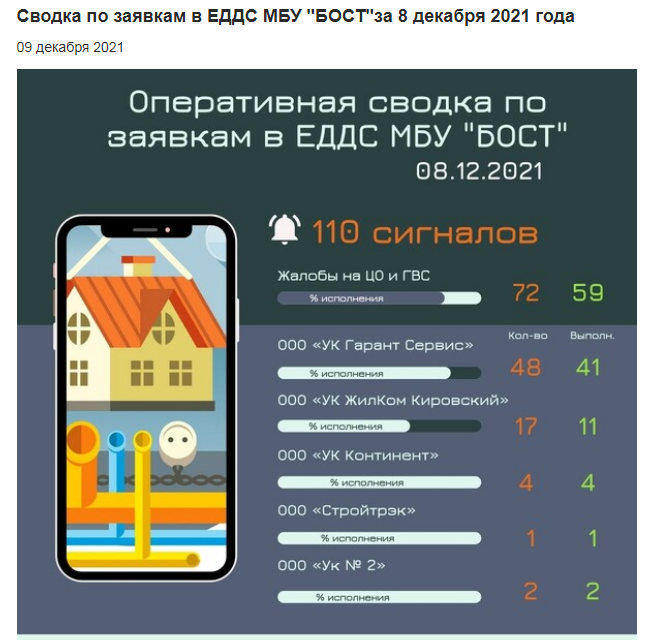 Сводка по заявкам в ЕДДС МБУ "БОСТ"за 8 декабря 2021 года
09 декабря 2021
Оперативная сводка по
заявкам в ЕДДС МБУ "БОСТ"
08.12.2021
110 сигналов
Жалобы на ЦО и ГВС
% исполнения 72 59
Кол-во Выполн.
ООО «УК Гарант Сервис»
% исполнения 48 41
ООО «УК ЖилКом Кировский»
% исполнения 17 11
ООО «УК Континент»
% исполнения 4 4
ООО «Стройтрэк»
% исполнения 1 1
ООО «Ук № 2»
% исполнения 2 2